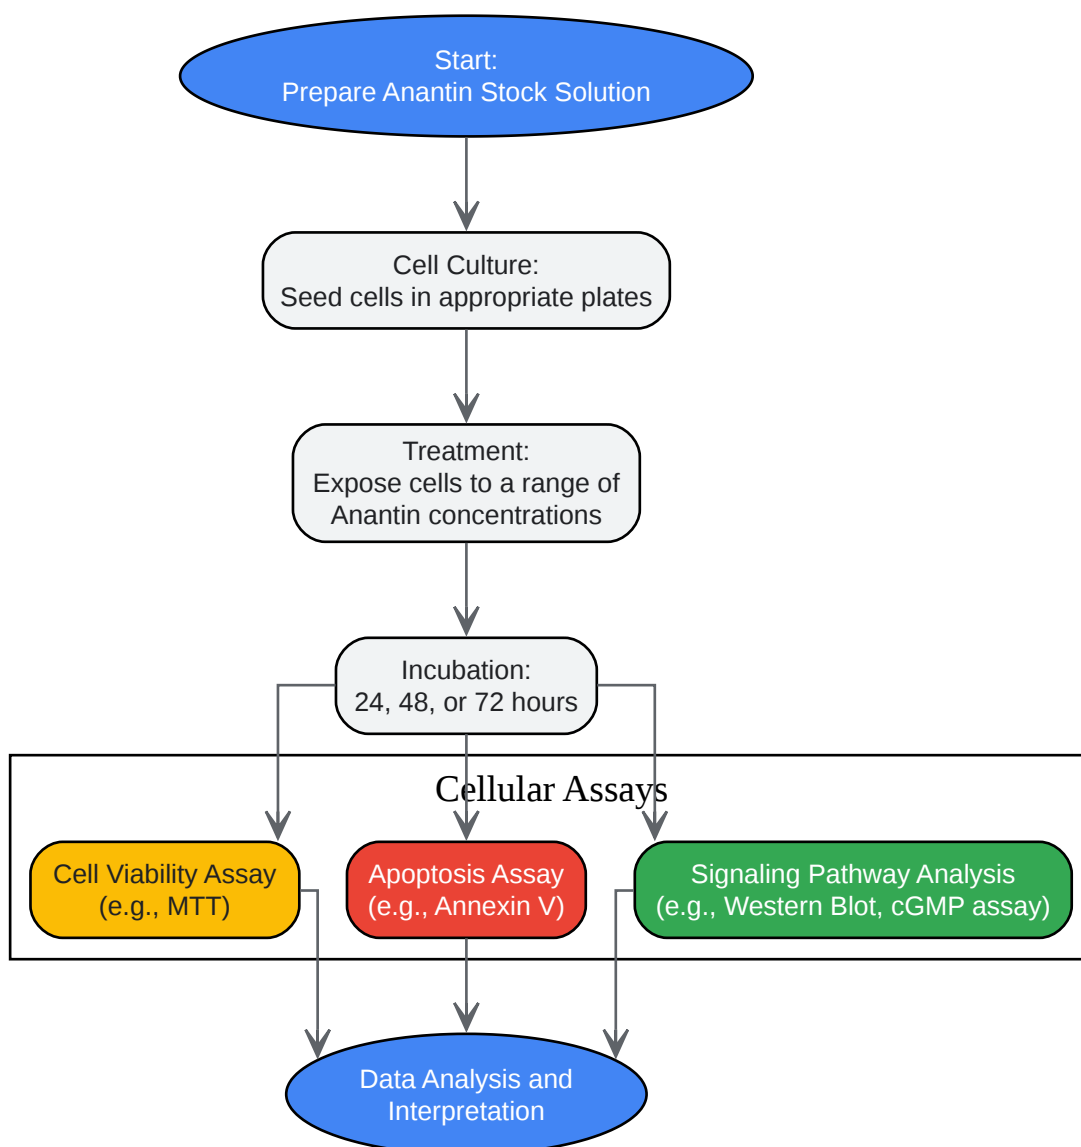 Start:
Prepare Anantin Stock Solution
Cell Culture:
Seed cells in appropriate plates
Treatment:
Expose cells to a range of
Anantin concentrations
Incubation:
24, 48, or 72 hours
Cellular Assays
Cell Viability Assay
(e.g., MTT)
Apoptosis Assay
(e.g., Annexin V)
Signaling Pathway Analysis
(e.g., Western Blot, cGMP assay)
Data Analysis and
Interpretation